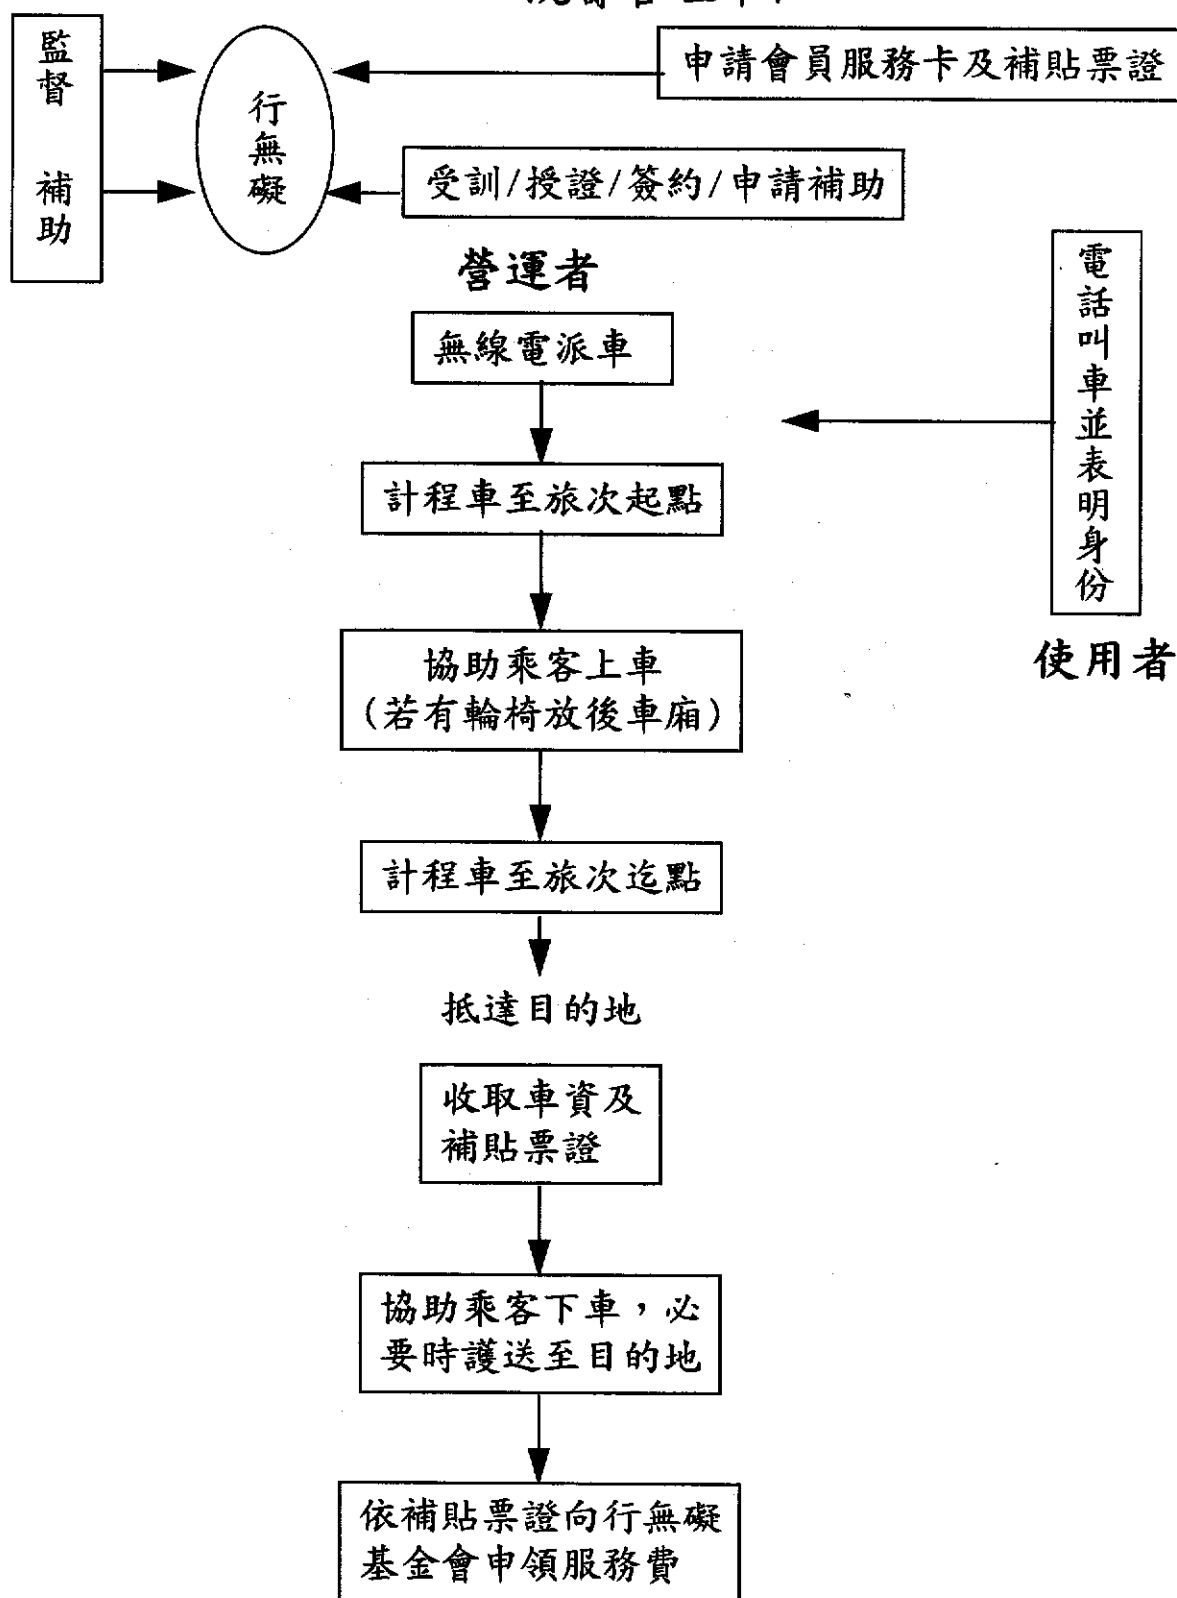 監督 補助
行無礙
申請會員服務卡及補貼票證
受訓/授證/簽約/申請補助
營運者
無線電派車
電話叫車並表明身份
使用者
計程車至旅次起點
協助乘客上車
(若有輪椅放後車廂)
計程車至旅次迄點
抵達目的地
收取車資及
補貼票證
協助乘客下車，必
要時護送至目的地
依補貼票證向行無礙
基金會申領服務費